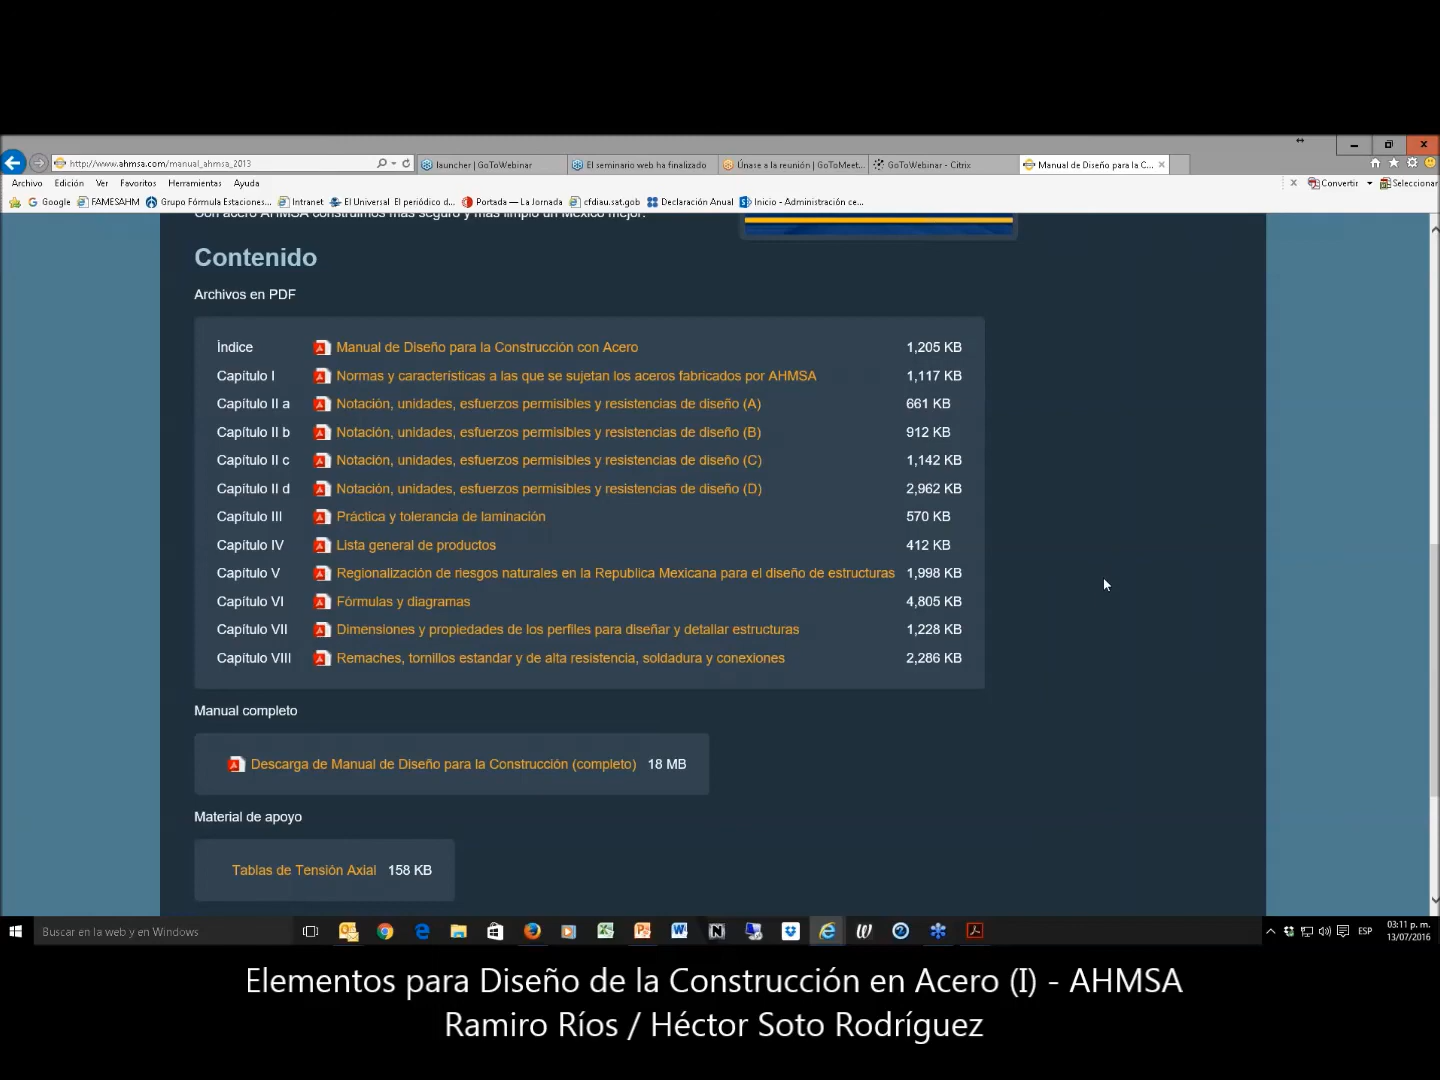 http://www.ahmsa.com/manual_ahmsa_2013
launcher | GoToWebinar
El seminario web ha finalizado
Únase a la reunión | GoToMeet...
GoToWebinar - Citrix
Manual de Diseño para la C...
Archivo Edición Ver Favoritos Herramientas Ayuda
Convertir Seleccionar
Google FAMESAHM Grupo Fórmula Estaciones... Intranet El Universal El periódico d... Portada — La Jornada cfdiau.sat.gob Declaración Anual Inicio - Administración ce...
Con acero AHMSA construimos más seguro y más limpio un México mejor.
Contenido
Archivos en PDF
Índice Manual de Diseño para la Construcción con Acero 1,205 KB
Capítulo I Normas y características a las que se sujetan los aceros fabricados por AHMSA 1,117 KB
Capítulo II a Notación, unidades, esfuerzos permisibles y resistencias de diseño (A) 661 KB
Capítulo II b Notación, unidades, esfuerzos permisibles y resistencias de diseño (B) 912 KB
Capítulo II c Notación, unidades, esfuerzos permisibles y resistencias de diseño (C) 1,142 KB
Capítulo II d Notación, unidades, esfuerzos permisibles y resistencias de diseño (D) 2,962 KB
Capítulo III Práctica y tolerancia de laminación 570 KB
Capítulo IV Lista general de productos 412 KB
Capítulo V Regionalización de riesgos naturales en la Republica Mexicana para el diseño de estructuras 1,998 KB
Capítulo VI Fórmulas y diagramas 4,805 KB
Capítulo VII Dimensiones y propiedades de los perfiles para diseñar y detallar estructuras 1,228 KB
Capítulo VIII Remaches, tornillos estandar y de alta resistencia, soldadura y conexiones 2,286 KB
Manual completo
Descarga de Manual de Diseño para la Construcción (completo) 18 MB
Material de apoyo
Tablas de Tensión Axial 158 KB
Buscar en la web y en Windows
ESP
03:11 p. m.
13/07/2016
Elementos para Diseño de la Construcción en Acero (I) - AHMSA
Ramiro Ríos / Héctor Soto Rodríguez